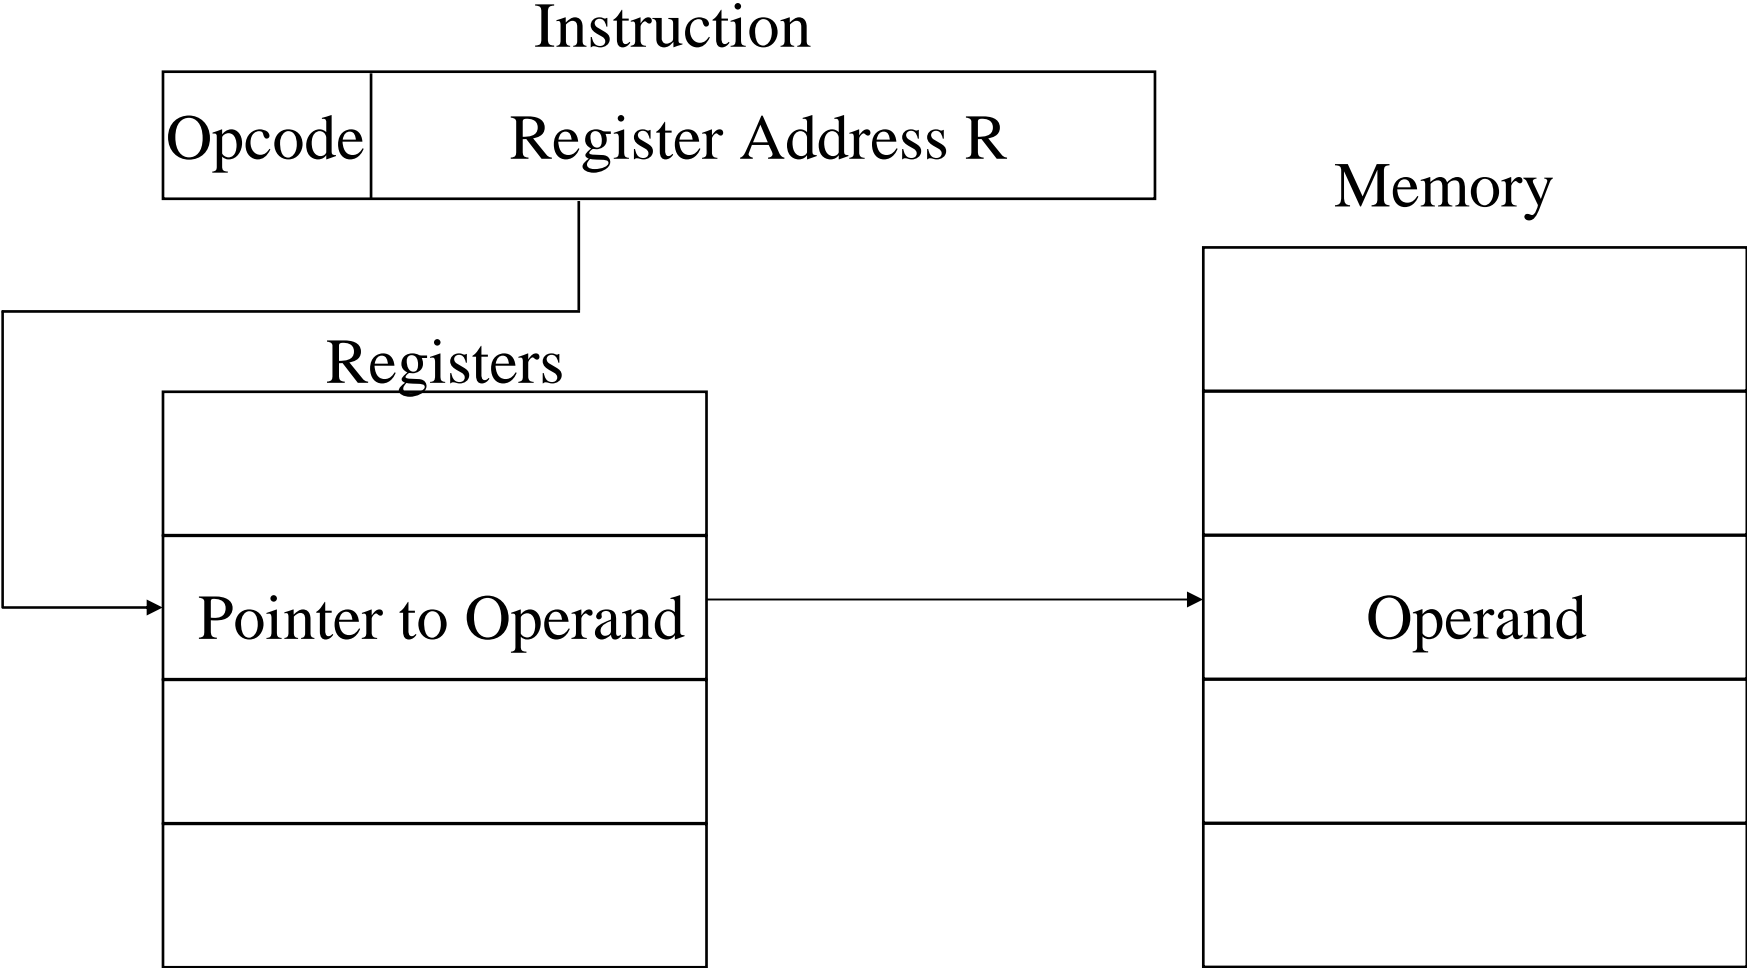 Instruction
Opcode
Register Address R
Memory
Registers
Pointer to Operand
Operand